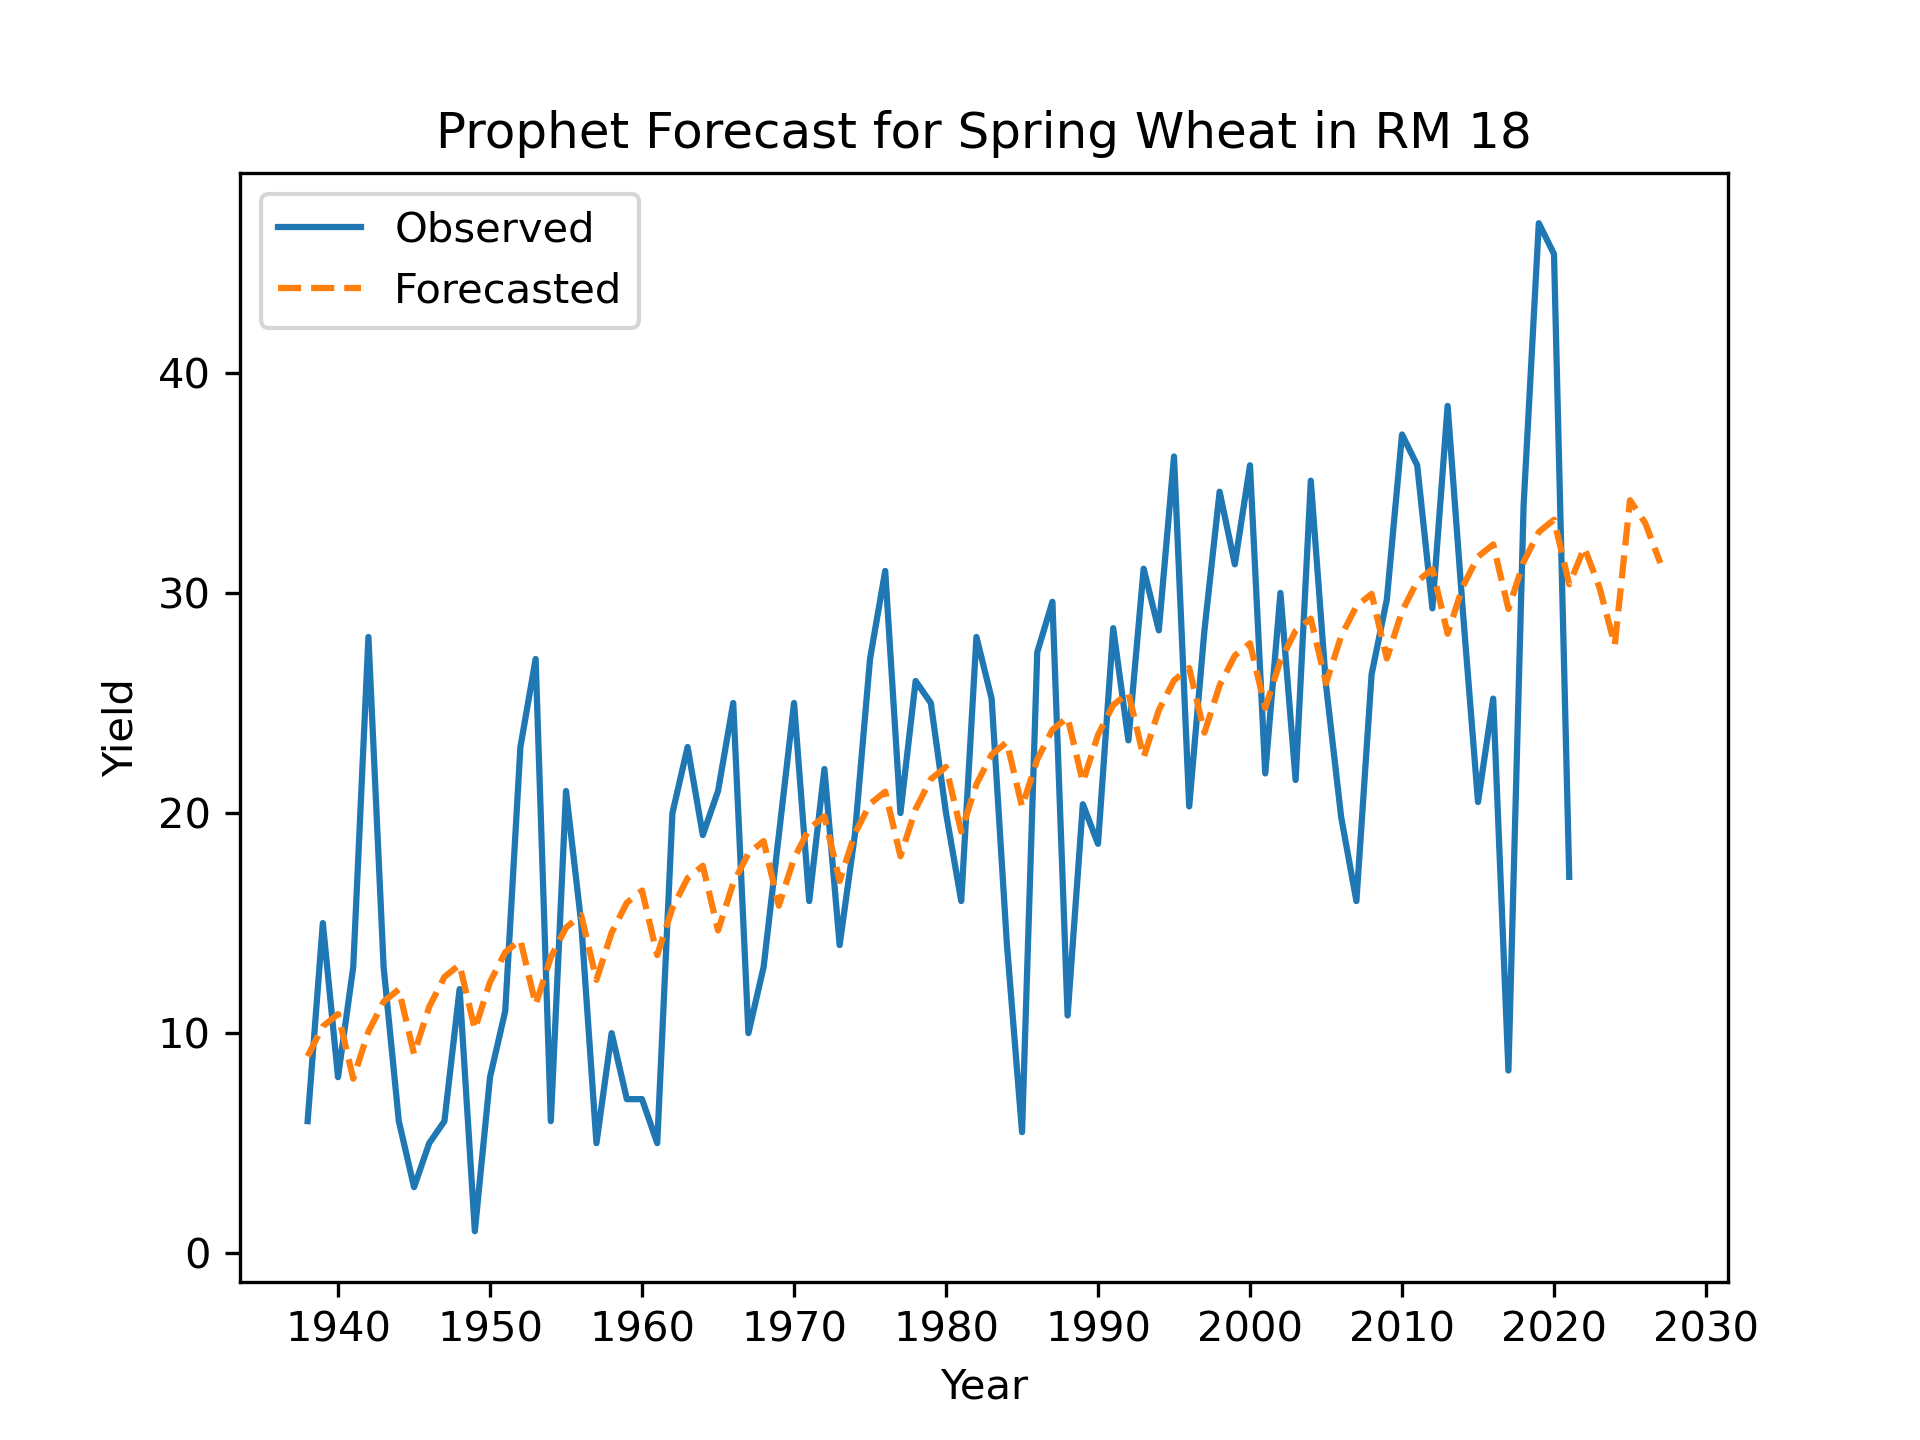 Prophet Forecast for Spring Wheat in RM 18
Observed
Forecasted
40
30
20
10
0
Yield
1940 1950 1960 1970 1980 1990 2000 2010 2020 2030
Year